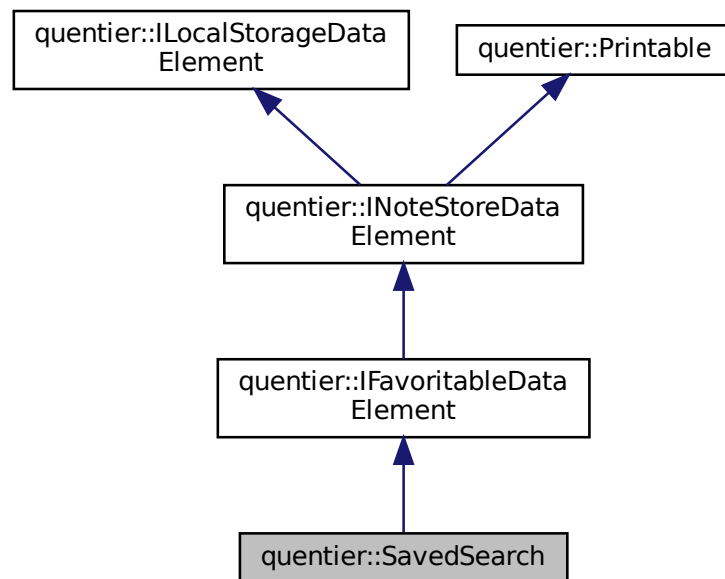 quentier::ILocalStorageData
Element
quentier::Printable
quentier::INoteStoreData
Element
quentier::IFavoritableData
Element
quentier::SavedSearch